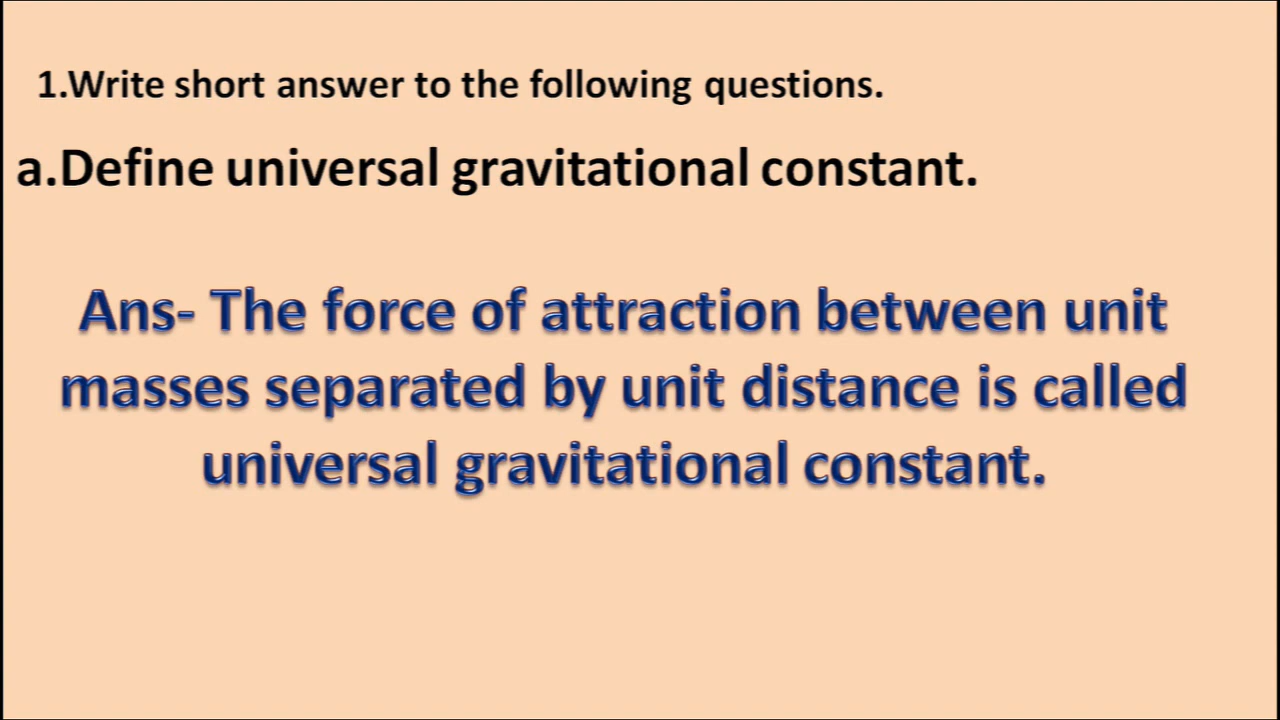 1.Write short answer to the following questions.
a.Define universal gravitational constant.
Ans- The force of attraction between unit
masses separated by unit distance is called
universal gravitational constant.